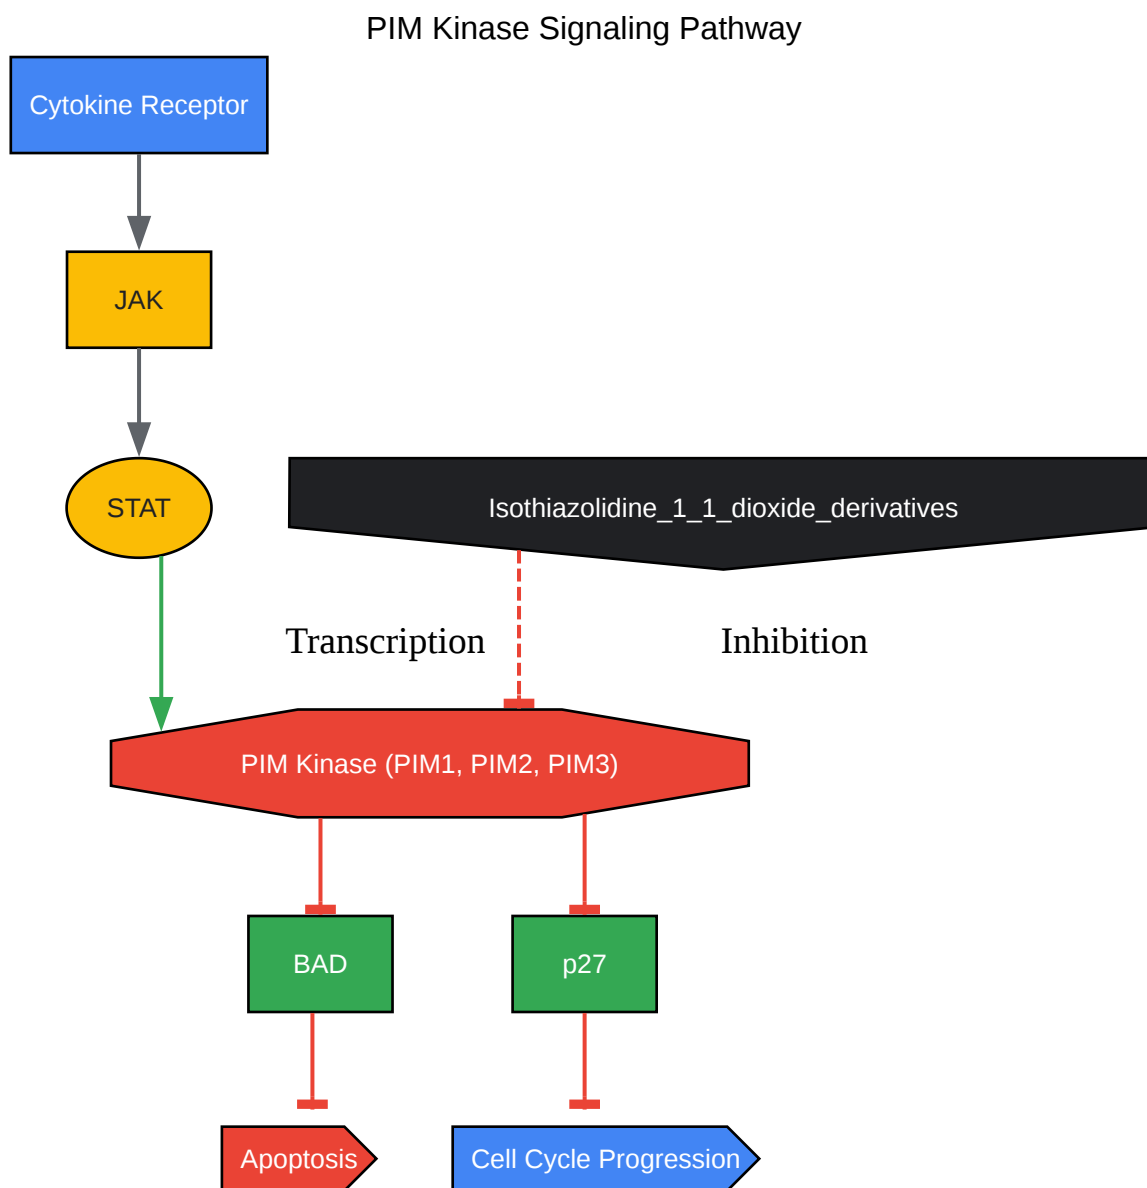 PIM Kinase Signaling Pathway
Cytokine Receptor
JAK
STAT
Isothiazolidine_1_1_dioxide_derivatives
Transcription
Inhibition
PIM Kinase (PIM1, PIM2, PIM3)
BAD
p27
Apoptosis
Cell Cycle Progression